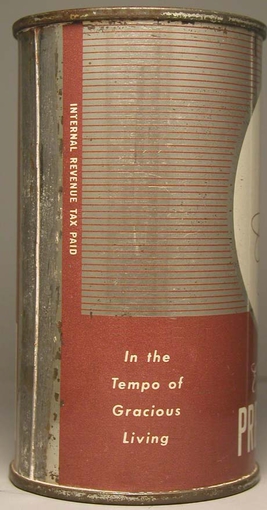 INTERNAL REVENUE TAX PAID
In the
Tempo of
Gracious
Living